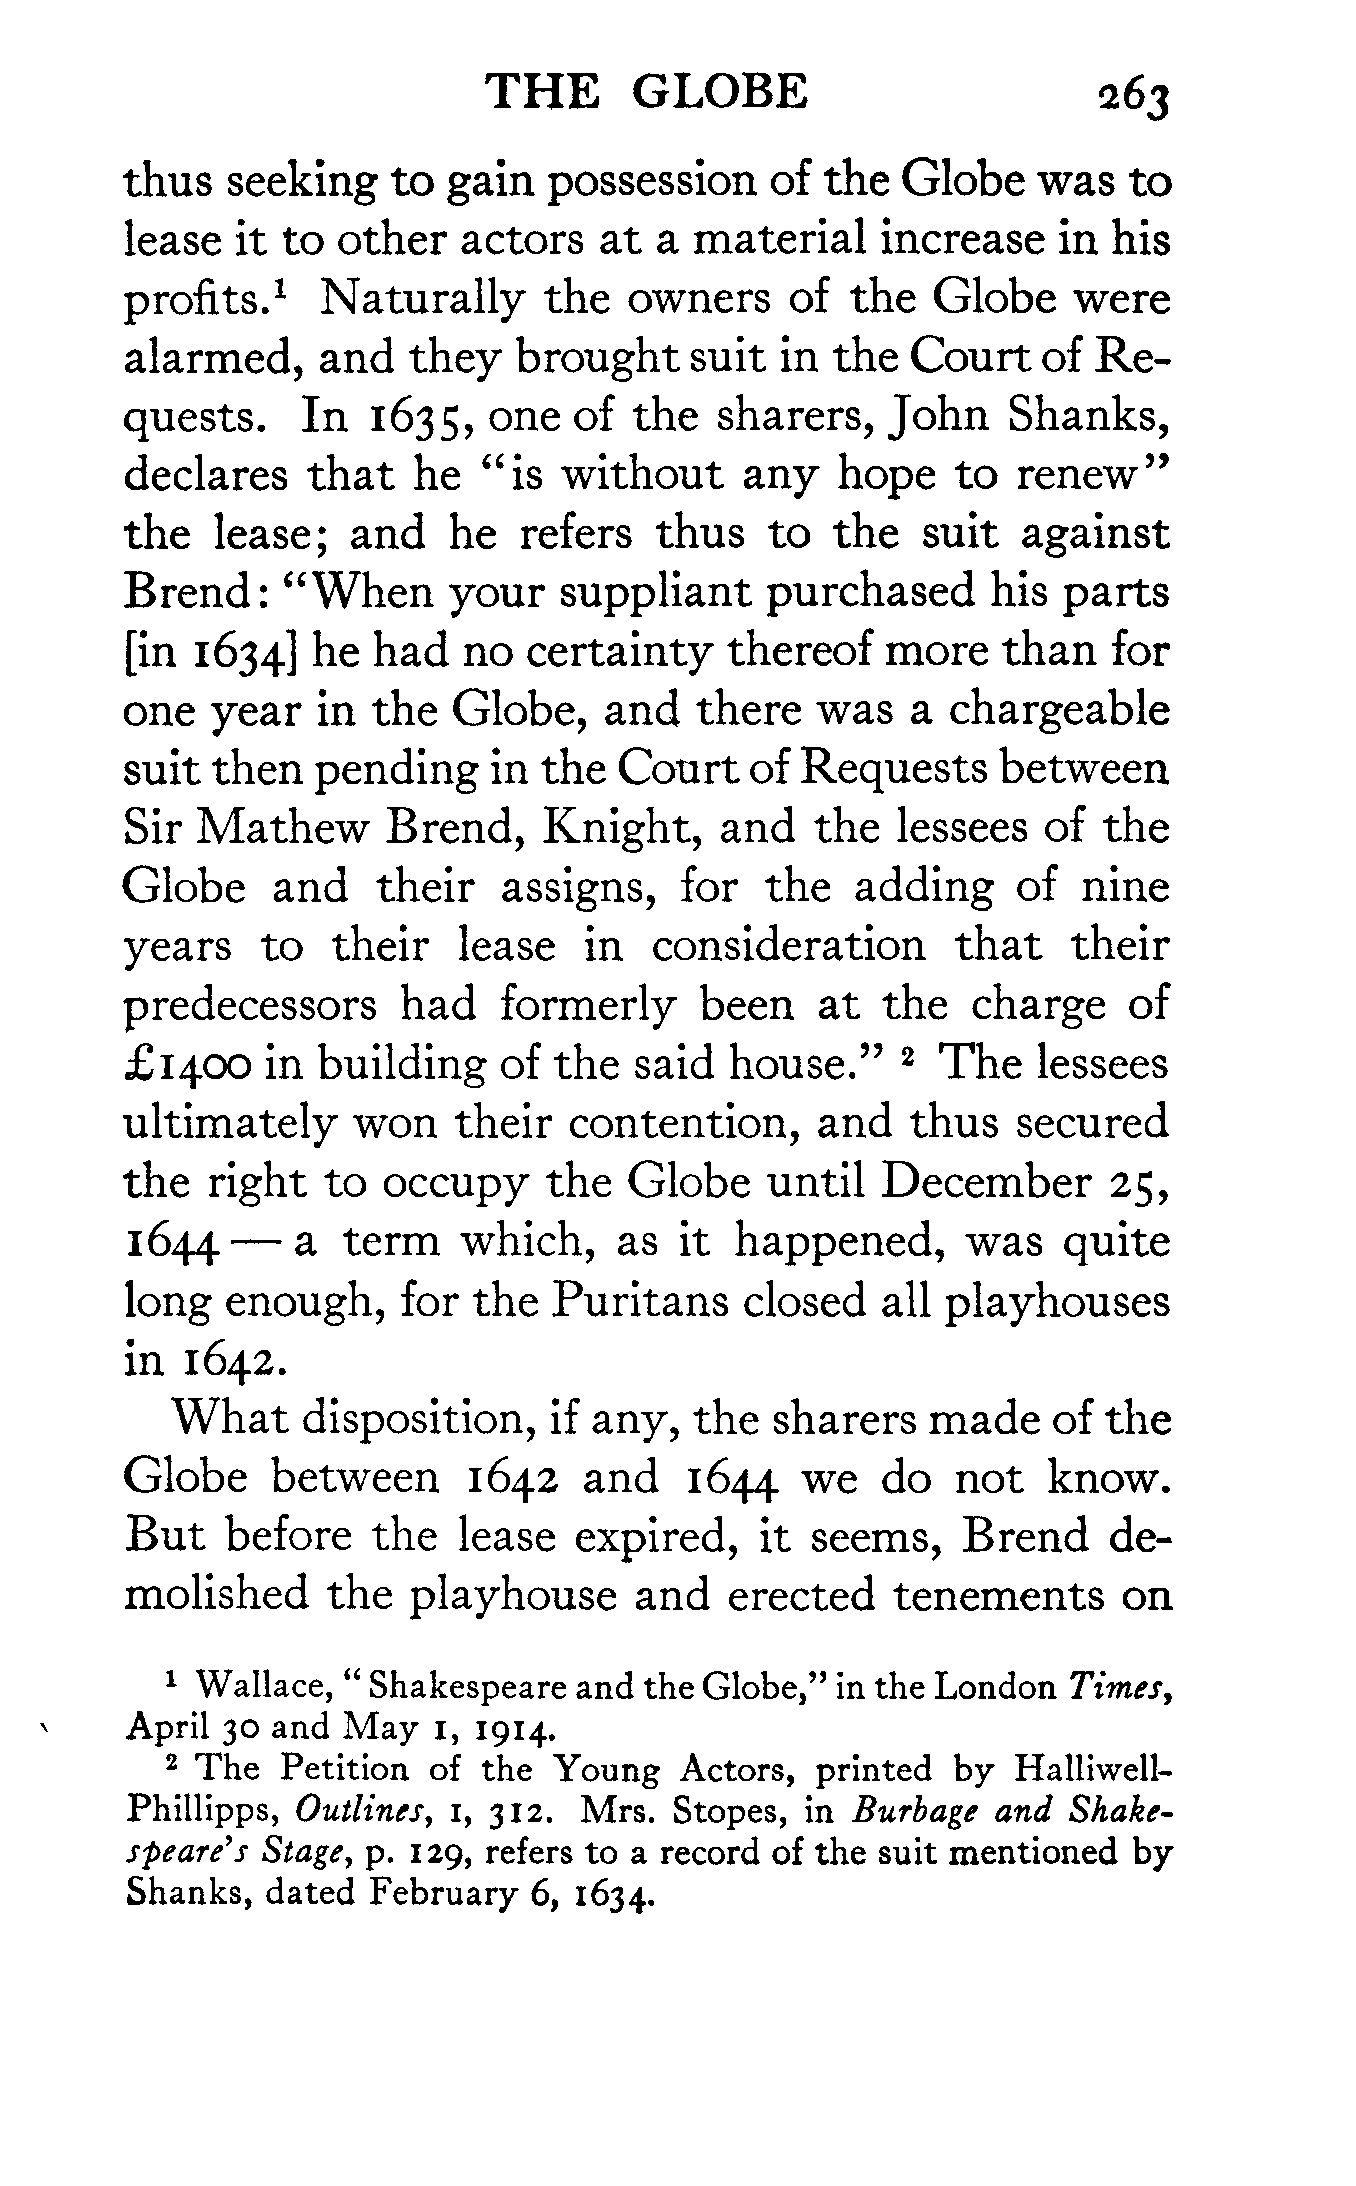 THE GLOBE 263
thus seeking to gain possession of the Globe was to
lease it to other actors at a material increase in his
profits.¹ Naturally the owners of the Globe were
alarmed, and they brought suit in the Court of Re-
quests. In 1635, one of the sharers, John Shanks,
declares that he “is without any hope to renew”
the lease; and he refers thus to the suit against
Brend: “When your suppliant purchased his parts
[in 1634] he had no certainty thereof more than for
one year in the Globe, and there was a chargeable
suit then pending in the Court of Requests between
Sir Mathew Brend, Knight, and the lessees of the
Globe and their assigns, for the adding of nine
years to their lease in consideration that their
predecessors had formerly been at the charge of
£1400 in building of the said house.” ² The lessees
ultimately won their contention, and thus secured
the right to occupy the Globe until December 25,
1644 — a term which, as it happened, was quite
long enough, for the Puritans closed all playhouses
in 1642.
What disposition, if any, the sharers made of the
Globe between 1642 and 1644 we do not know.
But before the lease expired, it seems, Brend de-
molished the playhouse and erected tenements on
¹ Wallace, “Shakespeare and the Globe,” in the London Times,
April 30 and May 1, 1914.
² The Petition of the Young Actors, printed by Halliwell-
Phillipps, Outlines, I, 312. Mrs. Stopes, in Burbage and Shake-
speare's Stage, p. 129, refers to a record of the suit mentioned by
Shanks, dated February 6, 1634.